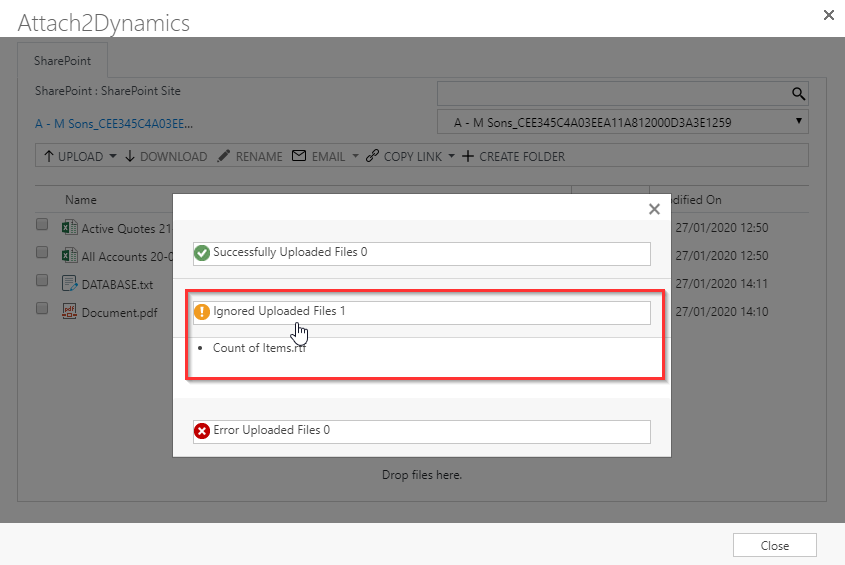 Attach2Dynamics
SharePoint
SharePoint : SharePoint Site
A - M Sons_CEE345C4A03EE...
A - M Sons_CEE345C4A03EEA11A812000D3A3E1259
UPLOAD DOWNLOAD RENAME EMAIL COPY LINK CREATE FOLDER
Name
dified On
Active Quotes 21
27/01/2020 12:50
All Accounts 20-0
27/01/2020 12:50
DATABASE.txt
27/01/2020 14:11
Document.pdf
27/01/2020 14:10
Successfully Uploaded Files 0
Ignored Uploaded Files 1
Count of Items.rtf
Error Uploaded Files 0
Drop files here.
Close